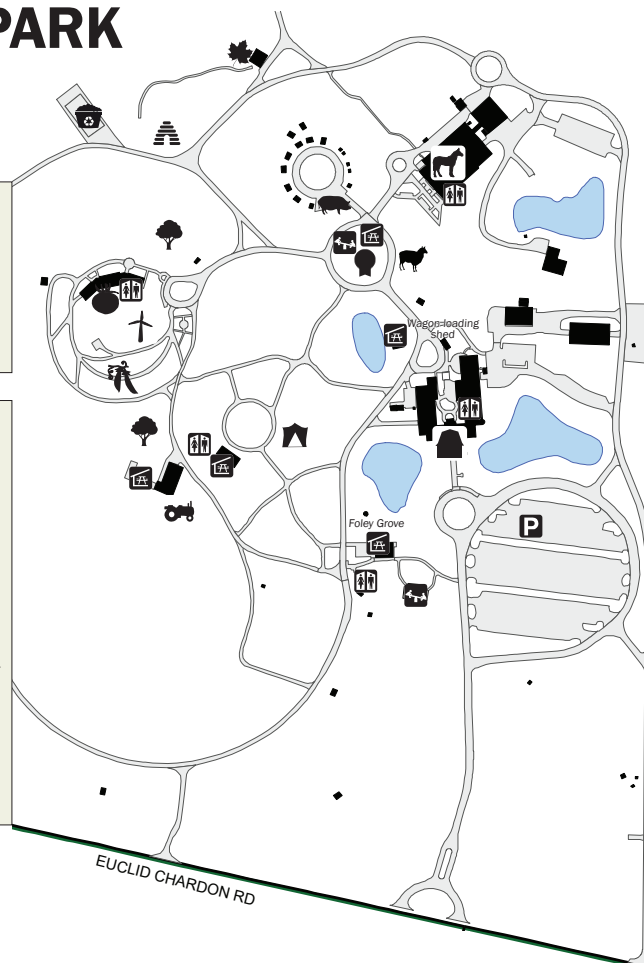 PARK
Wagon loading
shed
Foley Grove
P
EUCLID CHARDON RD